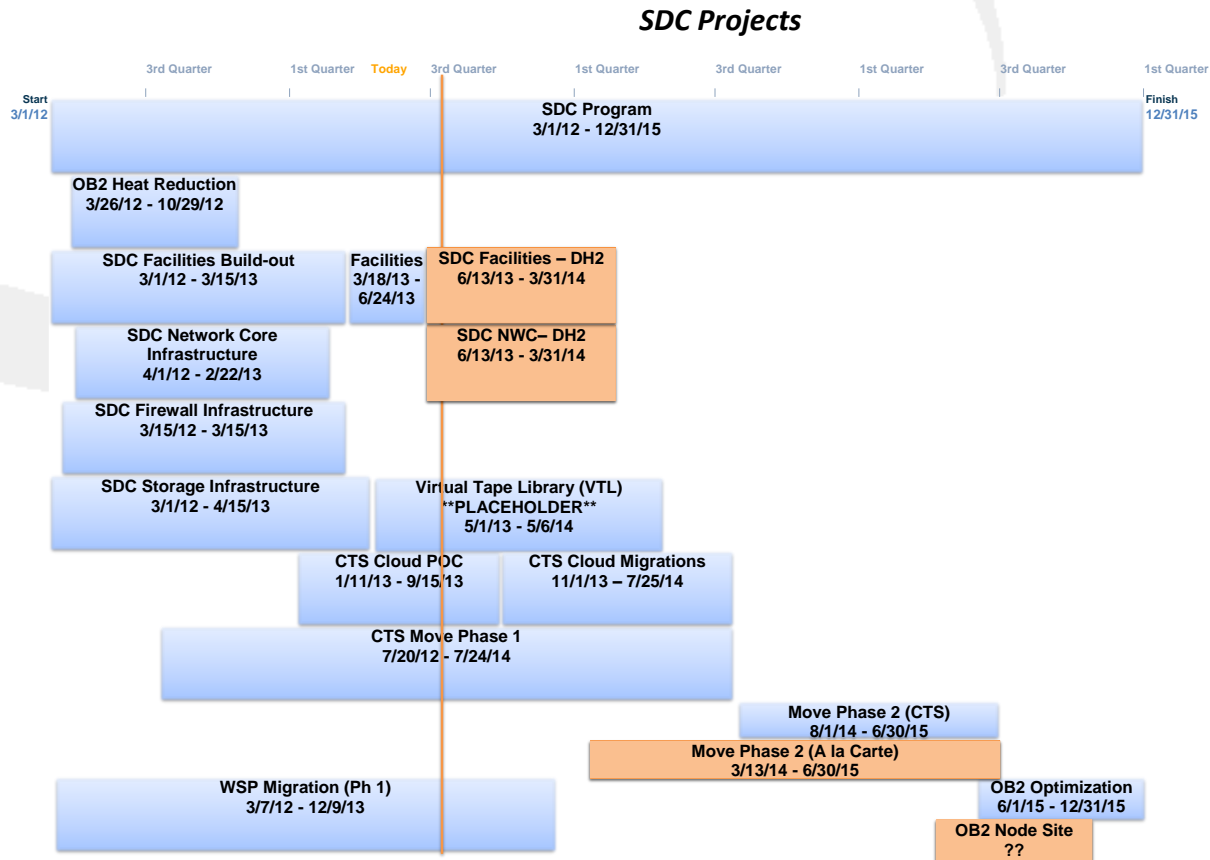 SDC Projects
3rd Quarter
1st Quarter
Today
3rd Quarter
1st Quarter
3rd Quarter
1st Quarter
3rd Quarter
1st Quarter
Start
3/1/12
Finish
12/31/15
SDC Program
3/1/12 - 12/31/15
OB2 Heat Reduction
3/26/12 - 10/29/12
SDC Facilities Build-out
3/1/12 - 3/15/13
Facilities
3/18/13 -
6/24/13
SDC Facilities – DH2
6/13/13 - 3/31/14
SDC Network Core
Infrastructure
4/1/12 - 2/22/13
SDC NWC– DH2
6/13/13 - 3/31/14
SDC Firewall Infrastructure
3/15/12 - 3/15/13
SDC Storage Infrastructure
3/1/12 - 4/15/13
Virtual Tape Library (VTL)
**PLACEHOLDER**
5/1/13 - 5/6/14
CTS Cloud POC
1/11/13 - 9/15/13
CTS Cloud Migrations
11/1/13 – 7/25/14
CTS Move Phase 1
7/20/12 - 7/24/14
Move Phase 2 (CTS)
8/1/14 - 6/30/15
Move Phase 2 (A la Carte)
3/13/14 - 6/30/15
WSP Migration (Ph 1)
3/7/12 - 12/9/13
OB2 Optimization
6/1/15 - 12/31/15
OB2 Node Site
??